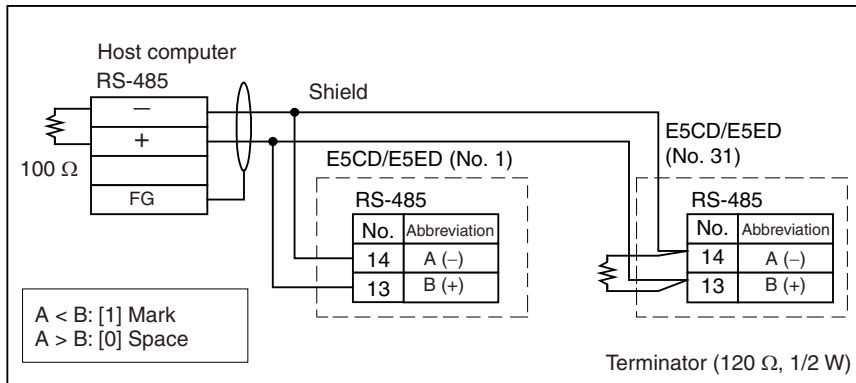 Host computer
RS-485
−
+
100 Ω
FG
Shield
E5CD/E5ED (No. 1)
RS-485
No. Abbreviation
14 A (−)
13 B (+)
E5CD/E5ED
(No. 31)
RS-485
No. Abbreviation
14 A (−)
13 B (+)
A < B: [1] Mark
A > B: [0] Space
Terminator (120 Ω, 1/2 W)